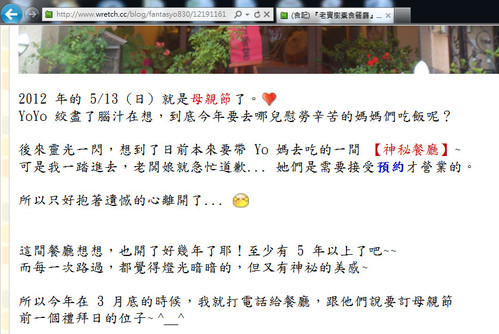 http://www.wretch.cc/blog/fantasyo830/12191161
2012 年的 5/13 (日) 就是母親節了。
YoYo 絞盡了腦汁在想，到底今年要去哪兒慰勞辛苦的媽媽們吃飯呢？
後來靈光一閃，想到了日前本來要帶 Yo 媽去吃的一間 【神秘餐廳】~
可是我一踏進去，老闆娘就急忙道歉... 她們是需要接受預約才營業的。
所以只好抱著遺憾的心離開了...
這間餐廳想想，也開了好幾年了耶！至少有 5 年以上了吧~~
而每一次路過，都覺得燈光暗暗的，但又有神秘的美感~
所以今年在 3 月底的時候，我就打電話給餐廳，跟他們說要訂母親節
前一個禮拜日的位子~^__^